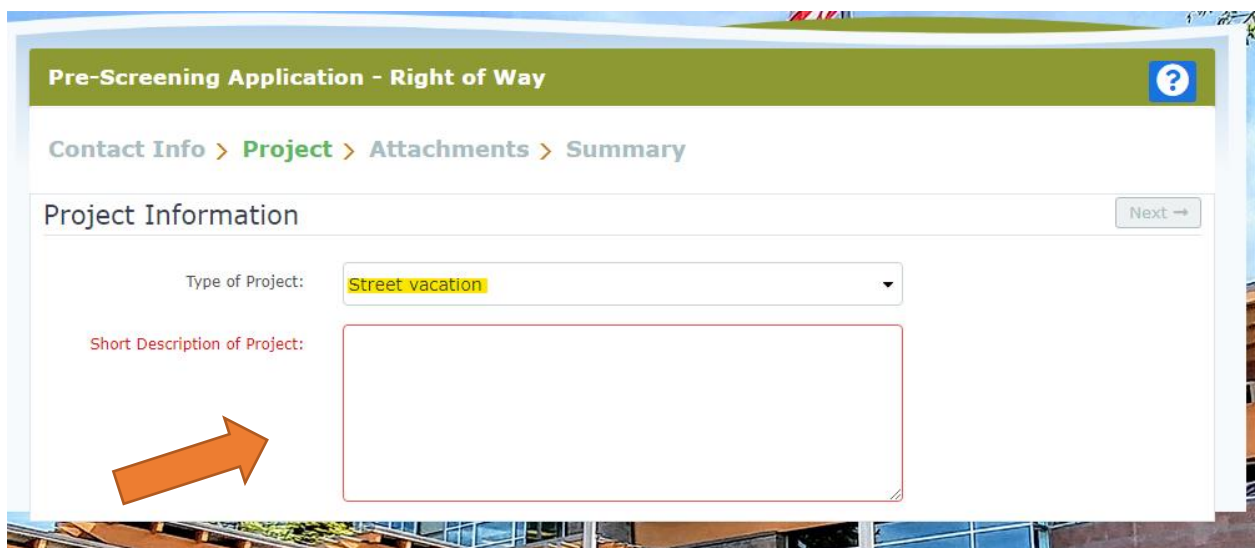 Pre-Screening Application - Right of Way
Contact Info > Project > Attachments > Summary
Project Information
Next →
Type of Project:
Street vacation
Short Description of Project: